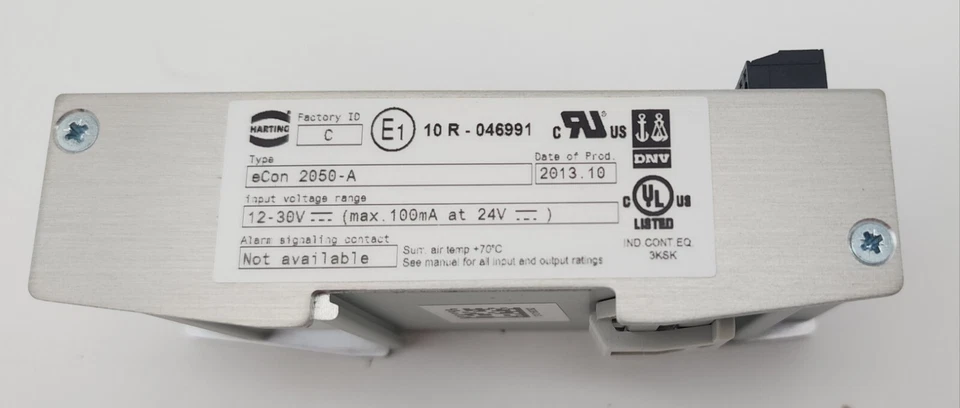 HARTING
Factory ID
C
E1
10 R - 046991
c RU ® US
DNV
Type
eCon 2050-A
Date of Prod.
2013.10
input voltage range
12-30V (max.100mA at 24V )
c UL US
LISTED
Alarm signaling contact
Not available
Surr. air temp +70°C
See manual for all input and output ratings
IND CONT EQ.
3KSK